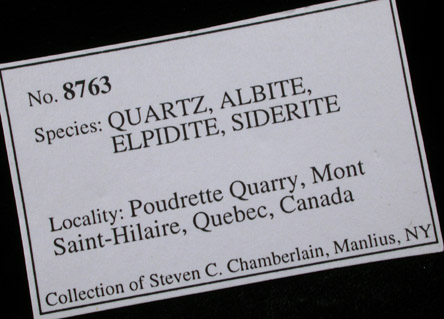 No. 8763
Species: QUARTZ, ALBITE,
ELPIDITE, SIDERITE
Locality: Poudrette Quarry, Mont
Saint-Hilaire, Quebec, Canada
Collection of Steven C. Chamberlain, Manlius, NY